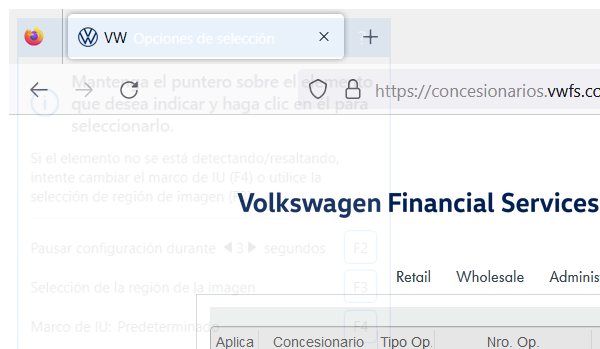 VW Opciones de selección
Mantenga el puntero sobre el elemento
que desea indicar y haga clic en él para
seleccionarlo.
https://concesionarios.vwfs.co
Si el elemento no se está detectando/resaltando,
intente cambiar el marco de IU (F4) o utilice la
selección de región de imagen
Volkswagen Financial Services
Pausar configuración durante 3 segundos F2
Retail Wholesale Adminis
Selección de la región de la imagen F3
Marco de IU: Predeterminado F4
Aplica Concesionario Tipo Op. Nro. Op.